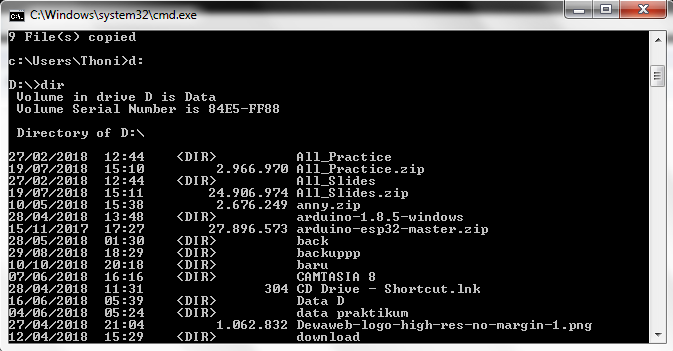 C:\Windows\system32\cmd.exe
9 File(s) copied
c:\Users\Thoni>d:
D:\>dir
Volume in drive D is Data
Volume Serial Number is 84E5-FF88
Directory of D:\
27/02/2018 12:44 <DIR> All_Practice
19/07/2018 15:10 2.966.970 All_Practice.zip
27/02/2018 12:44 <DIR> All_Slides
19/07/2018 15:11 24.906.974 All_Slides.zip
10/05/2018 15:38 2.676.249 anny.zip
28/04/2018 13:48 <DIR> arduino-1.8.5-windows
15/11/2017 17:27 27.896.573 arduino-esp32-master.zip
28/05/2018 01:30 <DIR> back
29/08/2018 18:29 <DIR> backuppp
10/10/2018 20:18 <DIR> baru
07/06/2018 16:16 <DIR> CAMTASIA 8
28/04/2018 11:31 304 CD Drive - Shortcut.lnk
16/06/2018 05:39 <DIR> Data D
04/06/2018 05:24 <DIR> data praktikum
27/04/2018 21:04 1.062.832 Dewaweb-logo-high-res-no-margin-1.png
12/04/2018 15:29 <DIR> download